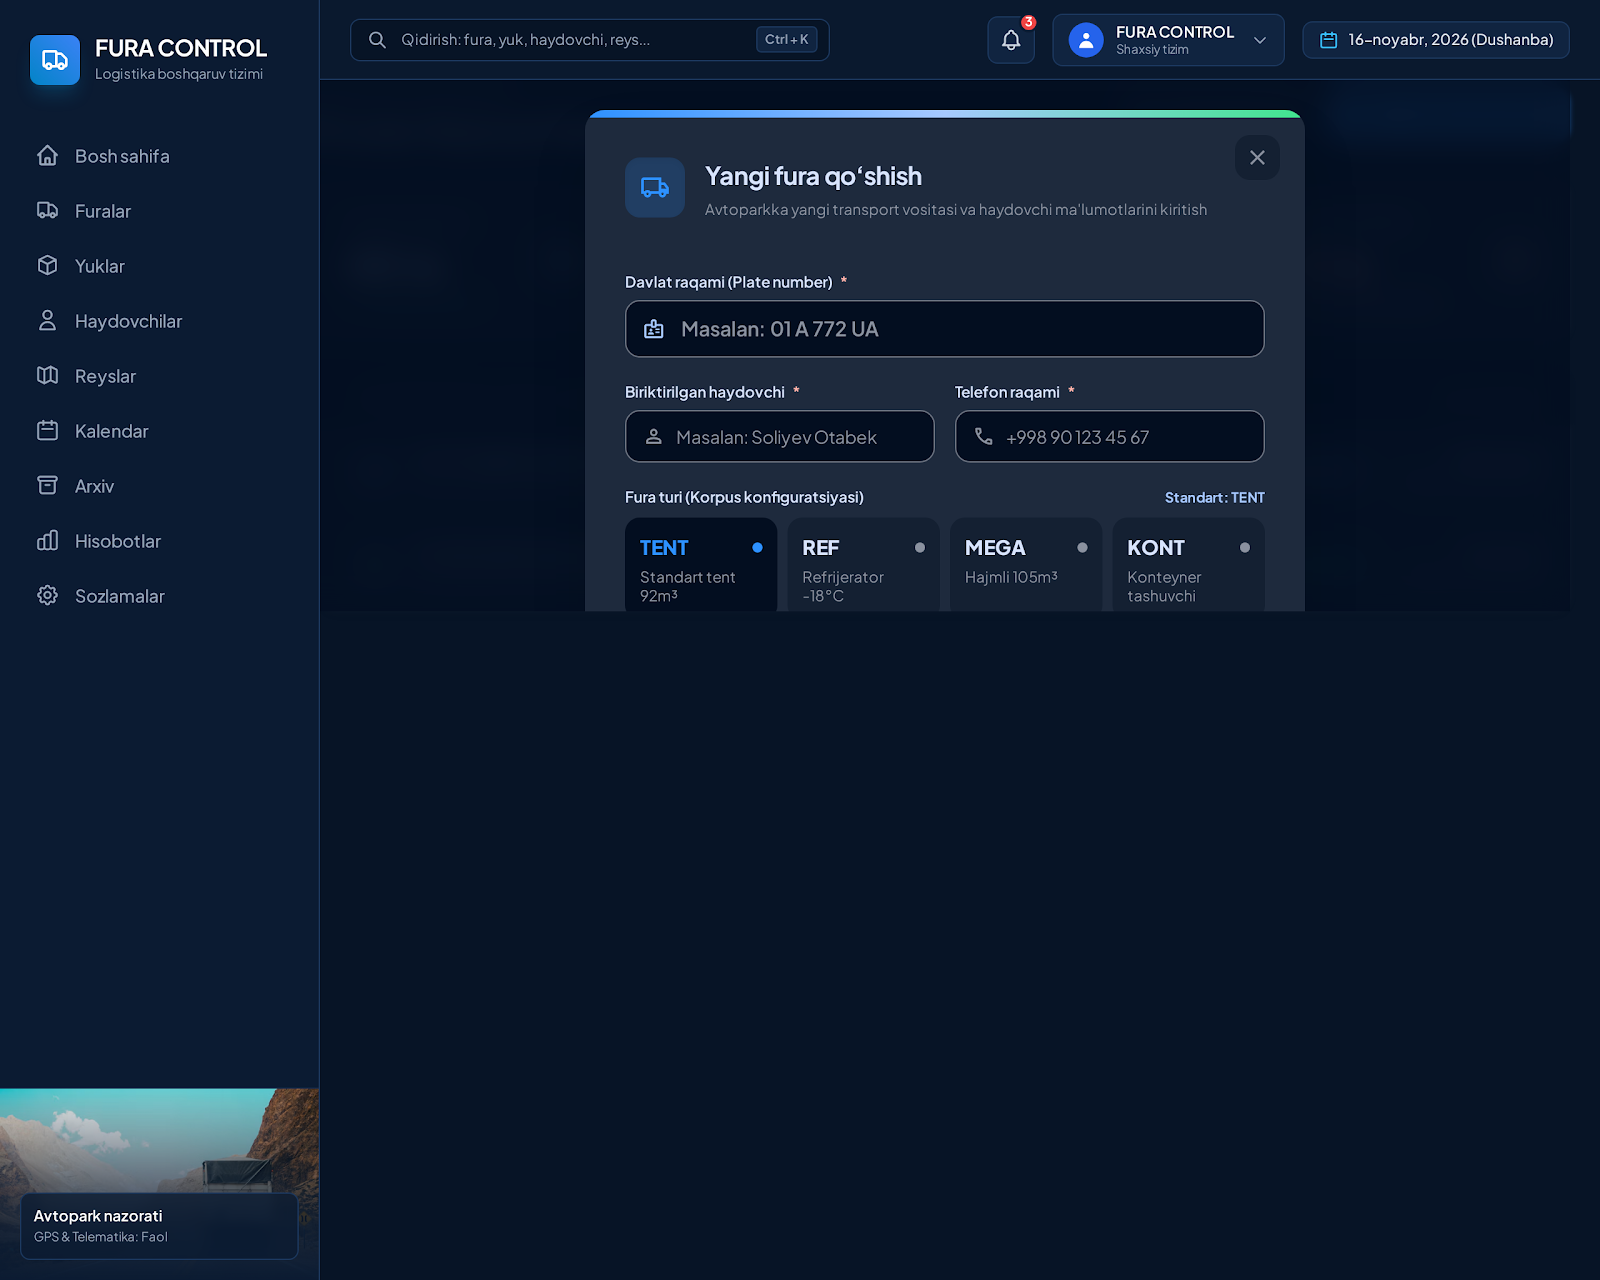 FURA CONTROL
Logistika boshqaruv tizimi
Bosh sahifa
Furalar
Yuklar
Haydovchilar
Reyslar
Kalendar
Arxiv
Hisobotlar
Sozlamalar
Avtopark nazorati
GPS & Telematika: Faol
Qidirish: fura, yuk, haydovchi, reys...
Ctrl + K
3
FURA CONTROL
Shaxsiy tizim
16-noyabr, 2026 (Dushanba)
Yangi fura qo‘shish
Avtoparkka yangi transport vositasi va haydovchi ma'lumotlarini kiritish
Davlat raqami (Plate number) *
Masalan: 01 A 772 UA
Biriktirilgan haydovchi *
Masalan: Soliyev Otabek
Telefon raqami *
+998 90 123 45 67
Fura turi (Korpus konfiguratsiyasi)
Standart: TENT
TENT
Standart tent
92m³
REF
Refrijerator
-18°C
MEGA
Hajmli 105m³
KONT
Konteyner
tashuvchi